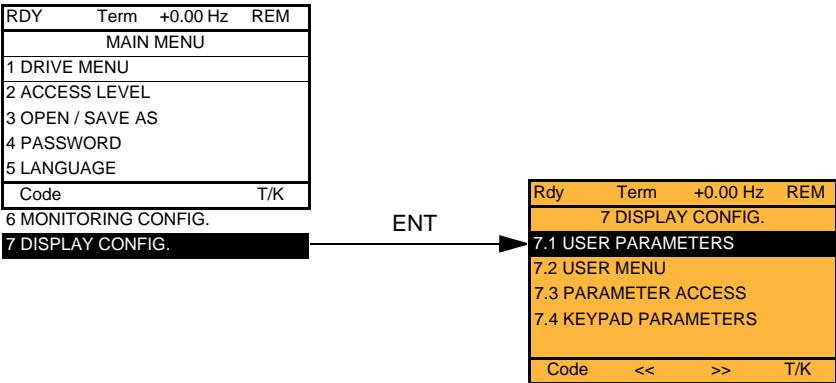 RDY Term +0.00 Hz REM
MAIN MENU
1 DRIVE MENU
2 ACCESS LEVEL
3 OPEN / SAVE AS
4 PASSWORD
5 LANGUAGE
Code T/K
6 MONITORING CONFIG.
7 DISPLAY CONFIG.
ENT
Rdy Term +0.00 Hz REM
7 DISPLAY CONFIG.
7.1 USER PARAMETERS
7.2 USER MENU
7.3 PARAMETER ACCESS
7.4 KEYPAD PARAMETERS
Code << >> T/K